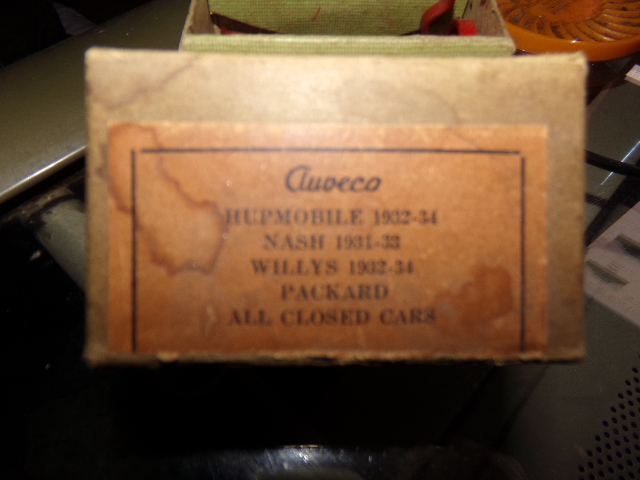 Auveco
HUPMOBILE 1932-34
NASH 1931-33
WILLYS 1932-34
PACKARD
ALL CLOSED CARS